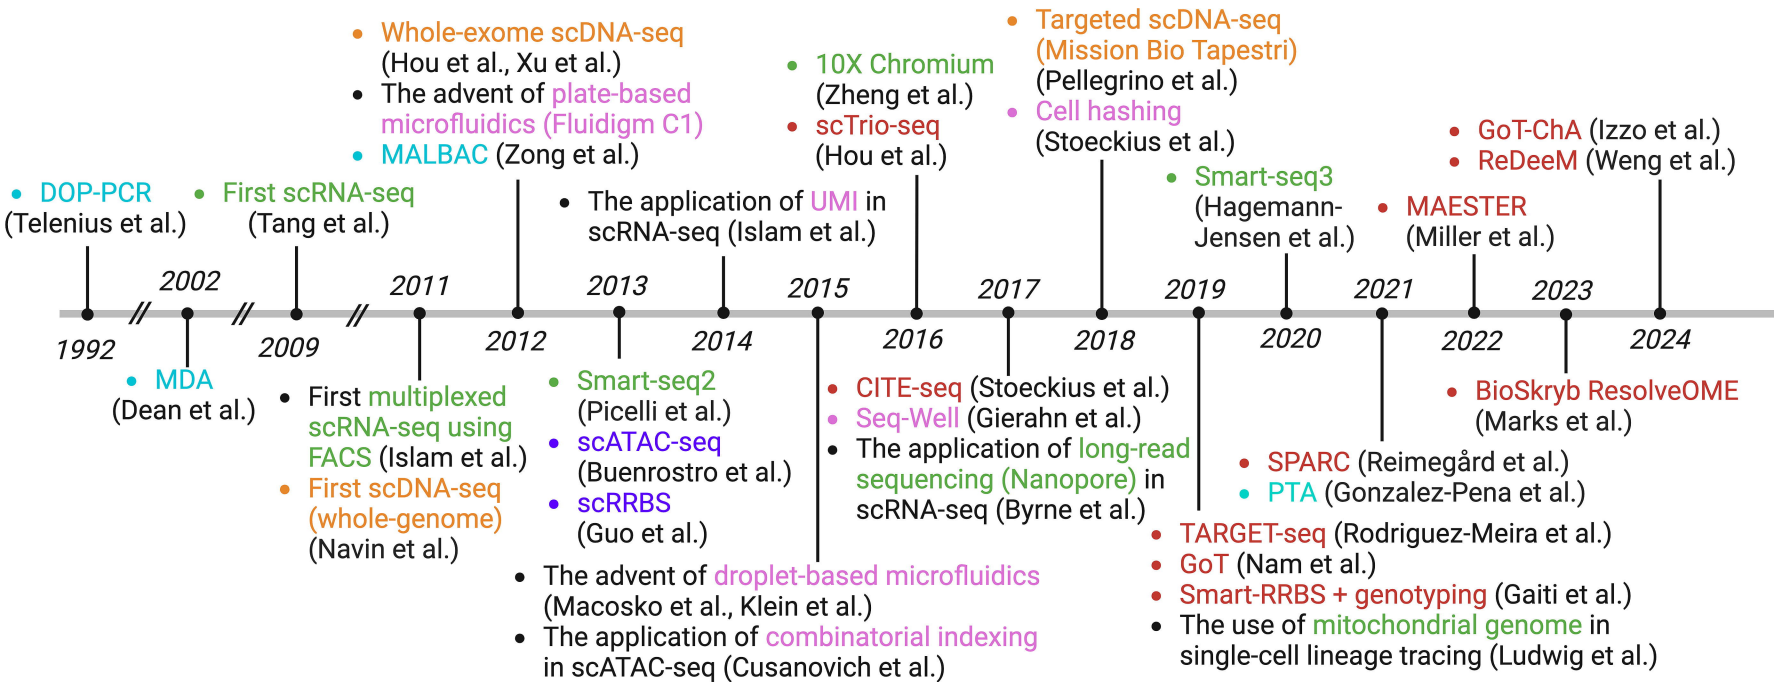 Whole-exome scDNA-seq
(Hou et al., Xu et al.)
The advent of plate-based
microfluidics (Fluidigm C1)
MALBAC (Zong et al.)
10X Chromium
(Zheng et al.)
scTrio-seq
(Hou et al.)
Targeted scDNA-seq
(Mission Bio Tapestri)
(Pellegrino et al.)
Cell hashing
(Stoeckius et al.)
GoT-ChA (Izzo et al.)
ReDeeM (Weng et al.)
DOP-PCR
(Telenius et al.)
First scRNA-seq
(Tang et al.)
The application of UMI in
scRNA-seq (Islam et al.)
Smart-seq3
(Hagemann-
Jensen et al.)
MAESTER
(Miller et al.)
1992
2002
2009
2011
2012
2013
2014
2015
2016
2017
2018
2019
2020
2021
2022
2023
2024
MDA
(Dean et al.)
First multiplexed
scRNA-seq using
FACS (Islam et al.)
First scDNA-seq
(whole-genome)
(Navin et al.)
Smart-seq2
(Picelli et al.)
scATAC-seq
(Buenrostro et al.)
scRRBS
(Guo et al.)
The advent of droplet-based microfluidics
(Macosko et al., Klein et al.)
The application of combinatorial indexing
in scATAC-seq (Cusanovich et al.)
CITE-seq (Stoeckius et al.)
Seq-Well (Gierahn et al.)
The application of long-read
sequencing (Nanopore) in
scRNA-seq (Byrne et al.)
TARGET-seq (Rodriguez-Meira et al.)
GoT (Nam et al.)
Smart-RRBS + genotyping (Gaiti et al.)
The use of mitochondrial genome in
single-cell lineage tracing (Ludwig et al.)
SPARC (Reimegård et al.)
PTA (Gonzalez-Pena et al.)
BioSkryb ResolveOME
(Marks et al.)